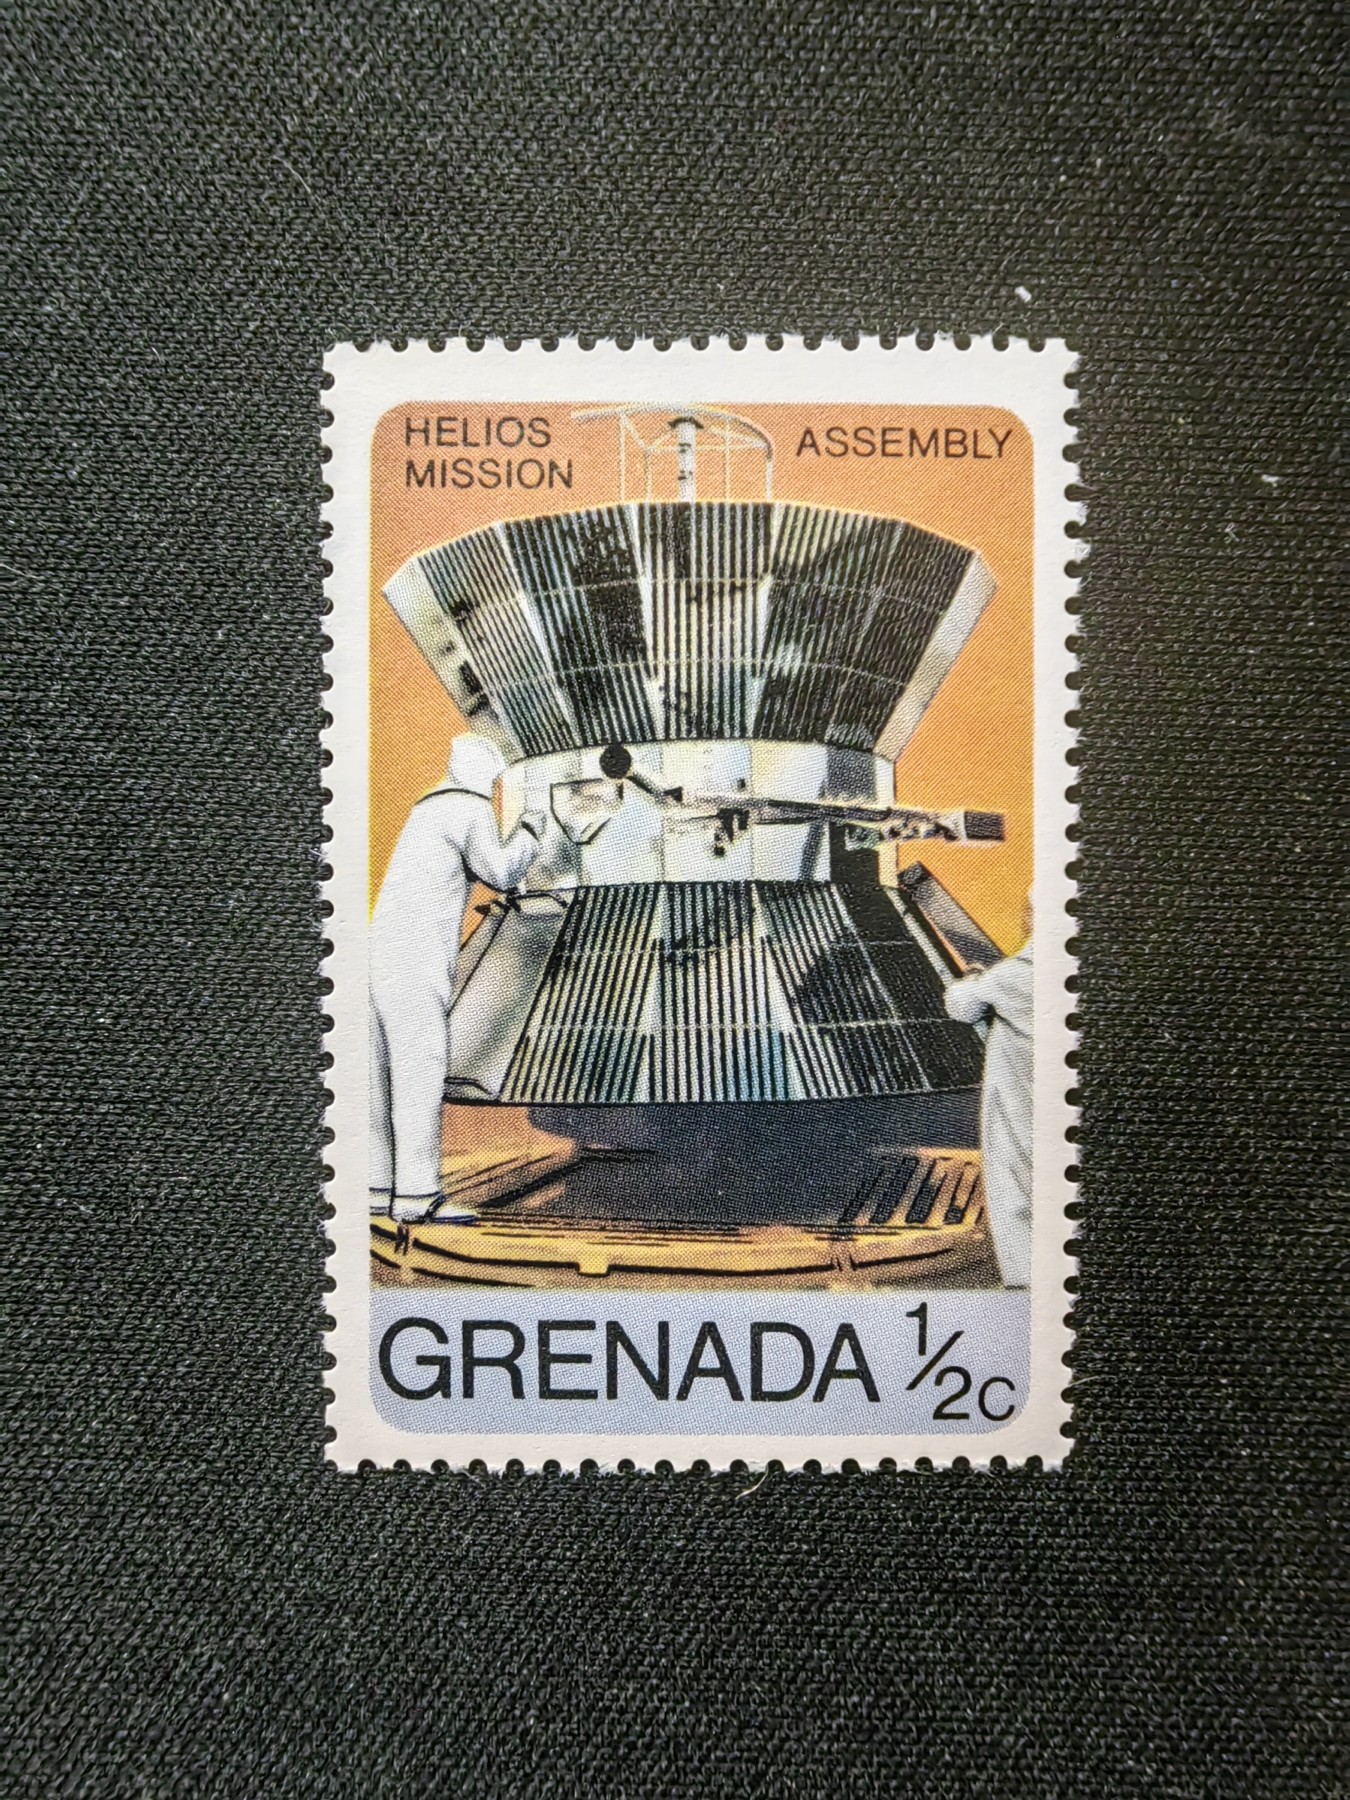 HELIOS
MISSION
ASSEMBLY
GRENADA ½c